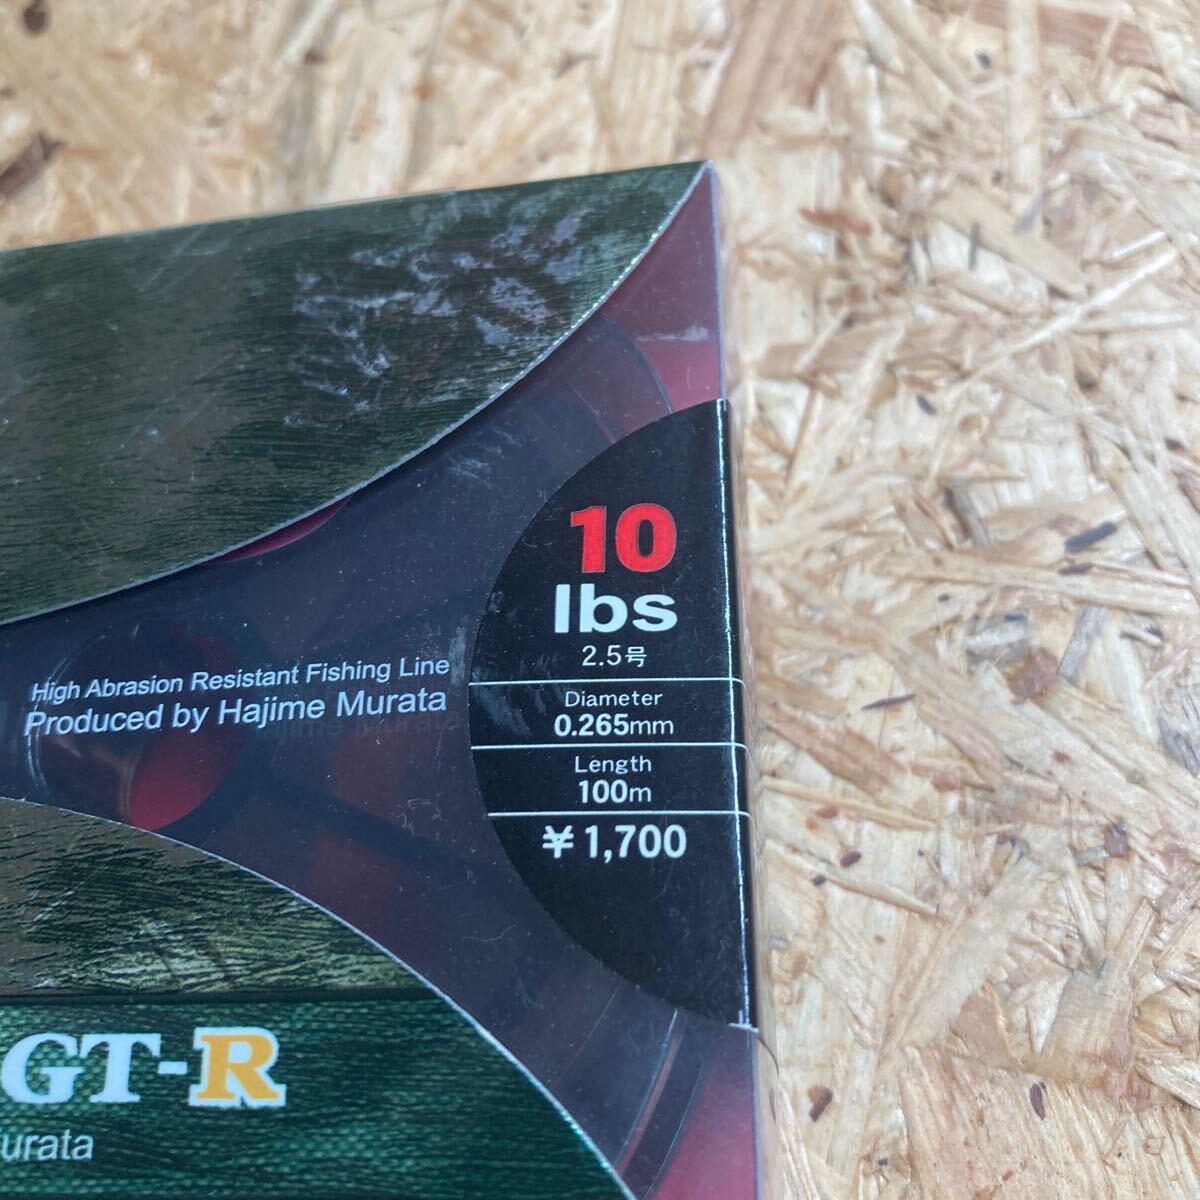 10
lbs
2.5号
Diameter
0.265mm
Length
100m
¥1,700
High Abrasion Resistant Fishing Line
Produced by Hajime Murata
GT-R
urata